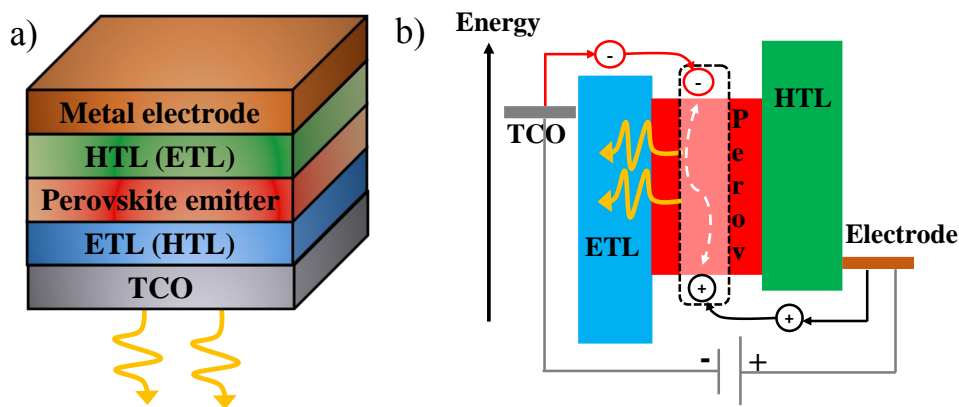 a)
Metal electrode
HTL (ETL)
Perovskite emitter
ETL (HTL)
TCO
b)
Energy
-
-
TCO
HTL
P
e
r
o
v
ETL
Electrode
+
+
-
+